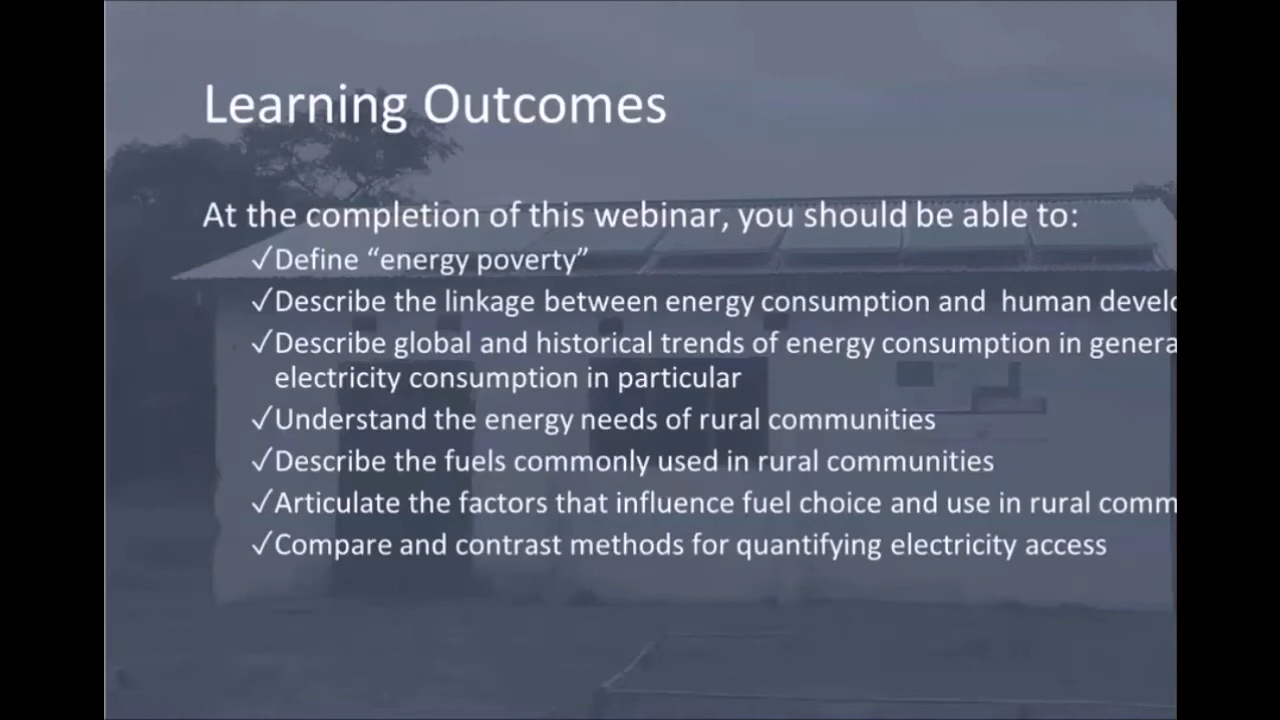 Learning Outcomes
At the completion of this webinar, you should be able to:
✓Define “energy poverty”
✓Describe the linkage between energy consumption and human develo
✓Describe global and historical trends of energy consumption in genera
electricity consumption in particular
✓Understand the energy needs of rural communities
✓Describe the fuels commonly used in rural communities
✓Articulate the factors that influence fuel choice and use in rural comm
✓Compare and contrast methods for quantifying electricity access